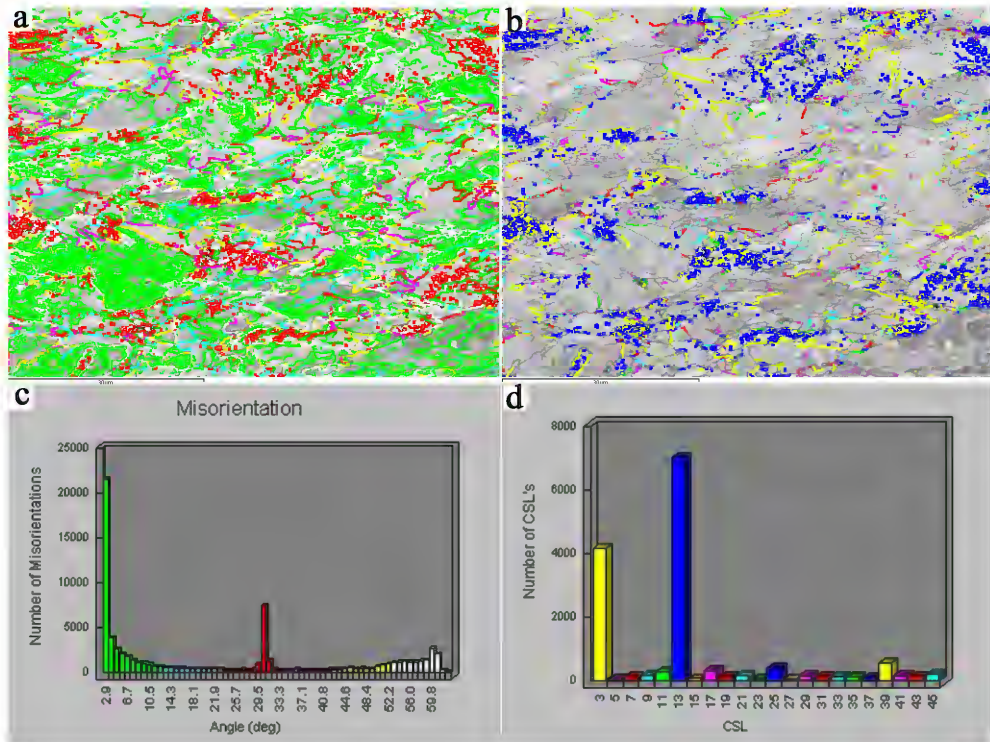 a
b
30μm
30μm
c
Misorientation
25000
20000
15000
10000
5000
0
Number of Misorientations
2.9 6.7 10.5 14.3 18.1 21.9 25.7 29.5 33.3 37.1 40.8 44.6 48.4 62.2 56.0 59.8
Angle (deg)
d
8000
6000
4000
2000
0
Number of CSL's
3 5 7 9 11 13 15 17 19 21 23 25 27 29 31 33 35 37 39 41 43 45
CSL